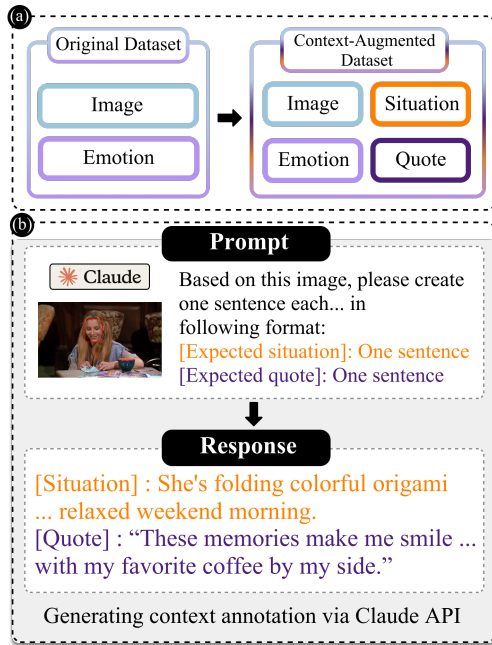 (a)
Original Dataset
Image
Emotion
Context-Augmented
Dataset
Image
Situation
Emotion
Quote
(b)
Prompt
Claude
Based on this image, please create
one sentence each... in
following format:
[Expected situation]: One sentence
[Expected quote]: One sentence
Response
[Situation] : She's folding colorful origami
... relaxed weekend morning.
[Quote] : “These memories make me smile ...
with my favorite coffee by my side.”
Generating context annotation via Claude API